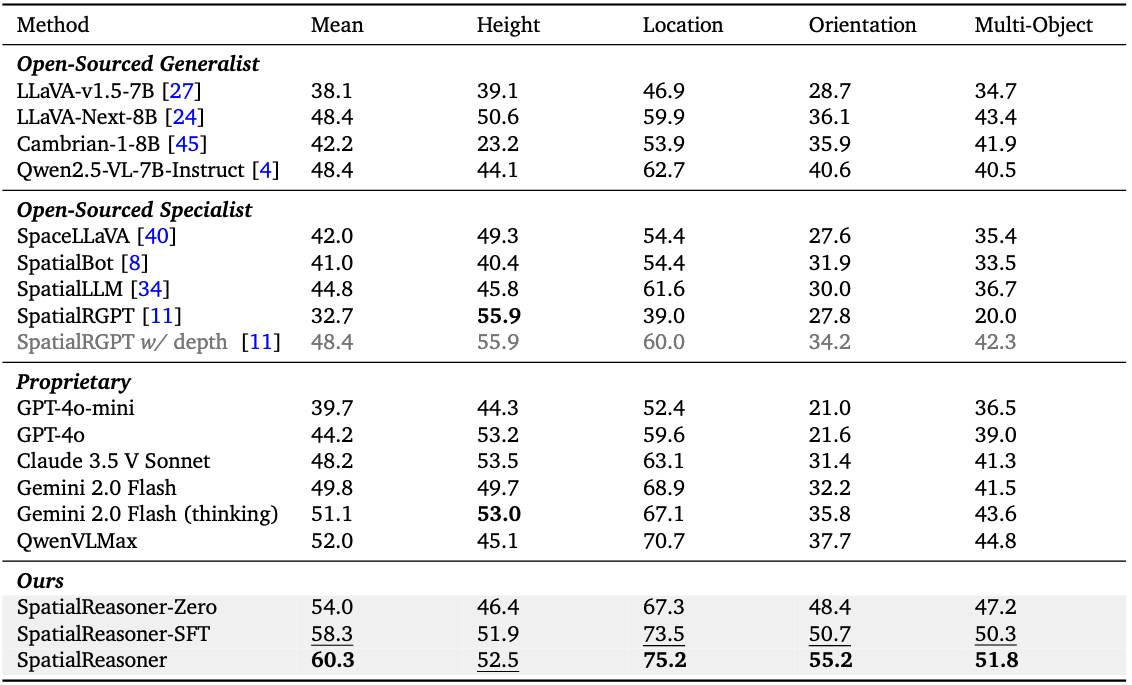 Method Mean Height Location Orientation Multi-Object
Open-Sourced Generalist
LLaVA-v1.5-7B [27] 38.1 39.1 46.9 28.7 34.7
LLaVA-Next-8B [24] 48.4 50.6 59.9 36.1 43.4
Cambrian-1-8B [45] 42.2 23.2 53.9 35.9 41.9
Qwen2.5-VL-7B-Instruct [4] 48.4 44.1 62.7 40.6 40.5
Open-Sourced Specialist
SpaceLLaVA [40] 42.0 49.3 54.4 27.6 35.4
SpatialBot [8] 41.0 40.4 54.4 31.9 33.5
SpatialLLM [34] 44.8 45.8 61.6 30.0 36.7
SpatialRGPT [11] 32.7 55.9 39.0 27.8 20.0
SpatialRGPT w/ depth [11] 48.4 55.9 60.0 34.2 42.3
Proprietary
GPT-4o-mini 39.7 44.3 52.4 21.0 36.5
GPT-4o 44.2 53.2 59.6 21.6 39.0
Claude 3.5 V Sonnet 48.2 53.5 63.1 31.4 41.3
Gemini 2.0 Flash 49.8 49.7 68.9 32.2 41.5
Gemini 2.0 Flash (thinking) 51.1 53.0 67.1 35.8 43.6
QwenVLMax 52.0 45.1 70.7 37.7 44.8
Ours
SpatialReasoner-Zero 54.0 46.4 67.3 48.4 47.2
SpatialReasoner-SFT 58.3 51.9 73.5 50.7 50.3
SpatialReasoner 60.3 52.5 75.2 55.2 51.8